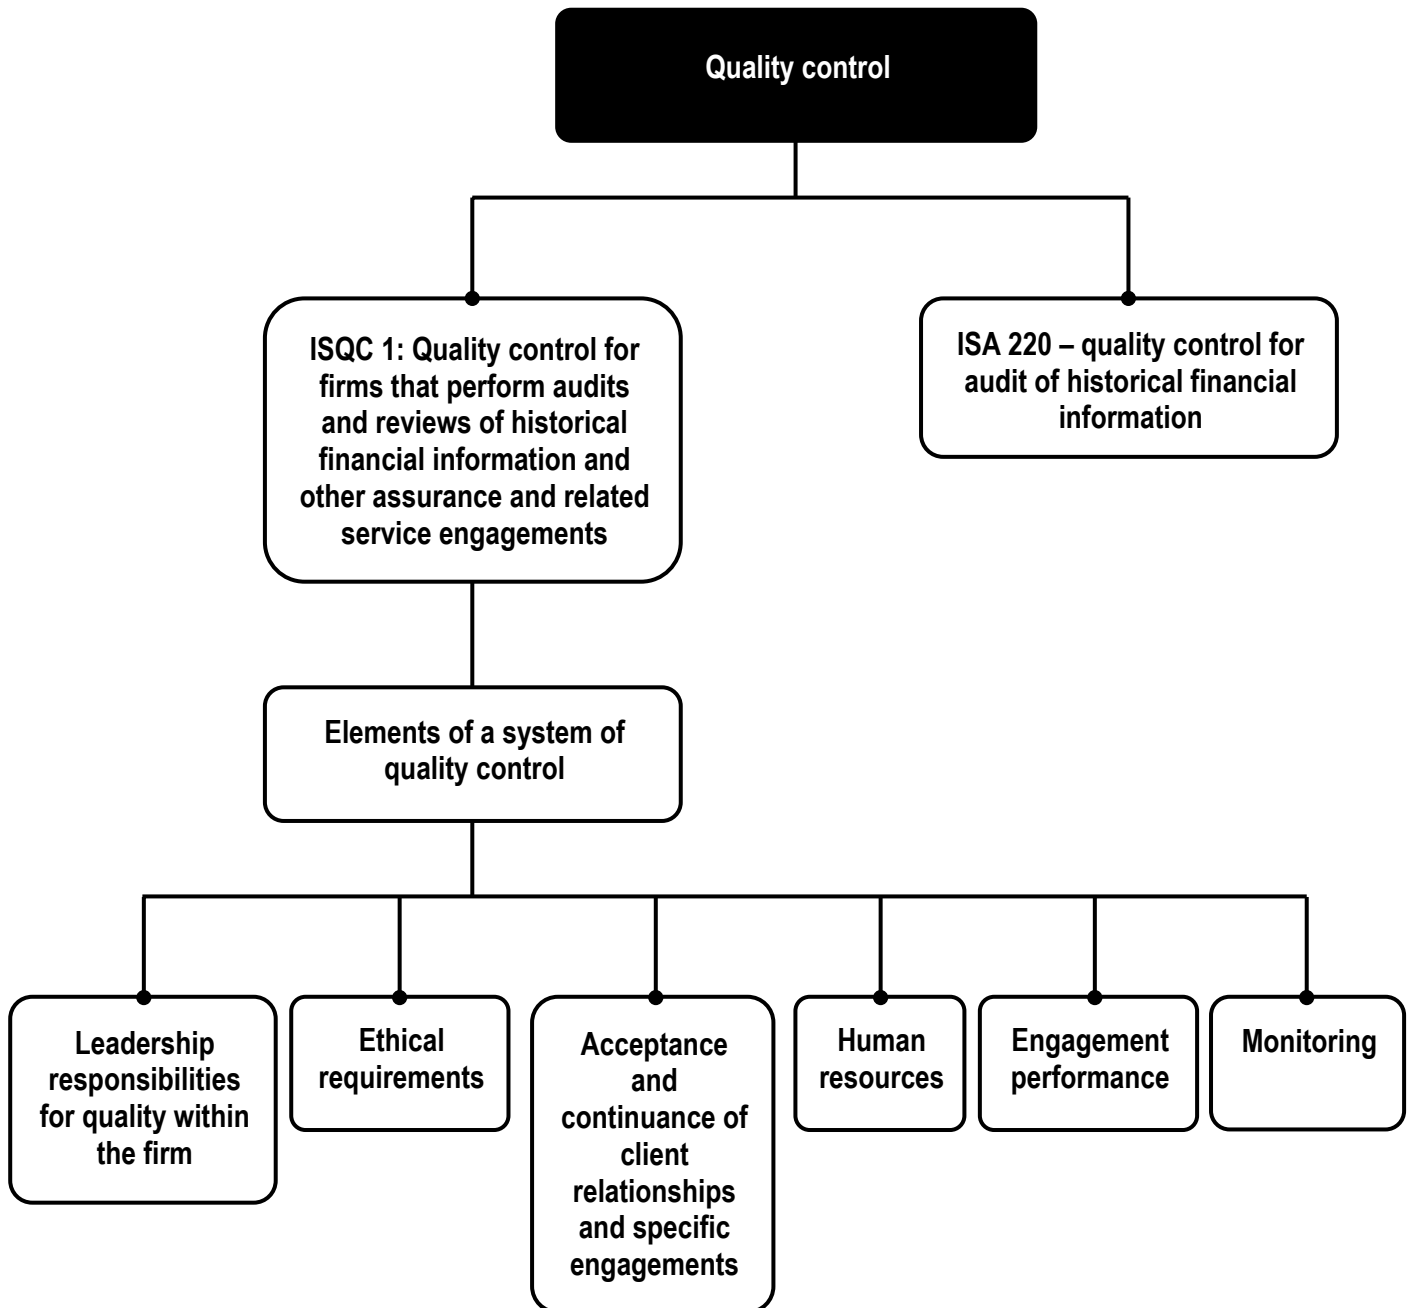 Quality control
ISQC 1: Quality control for
firms that perform audits
and reviews of historical
financial information and
other assurance and related
service engagements
ISA 220 – quality control for
audit of historical financial
information
Elements of a system of
quality control
Leadership
responsibilities
for quality within
the firm
Ethical
requirements
Acceptance
and
continuance of
client
relationships
and specific
engagements
Human
resources
Engagement
performance
Monitoring